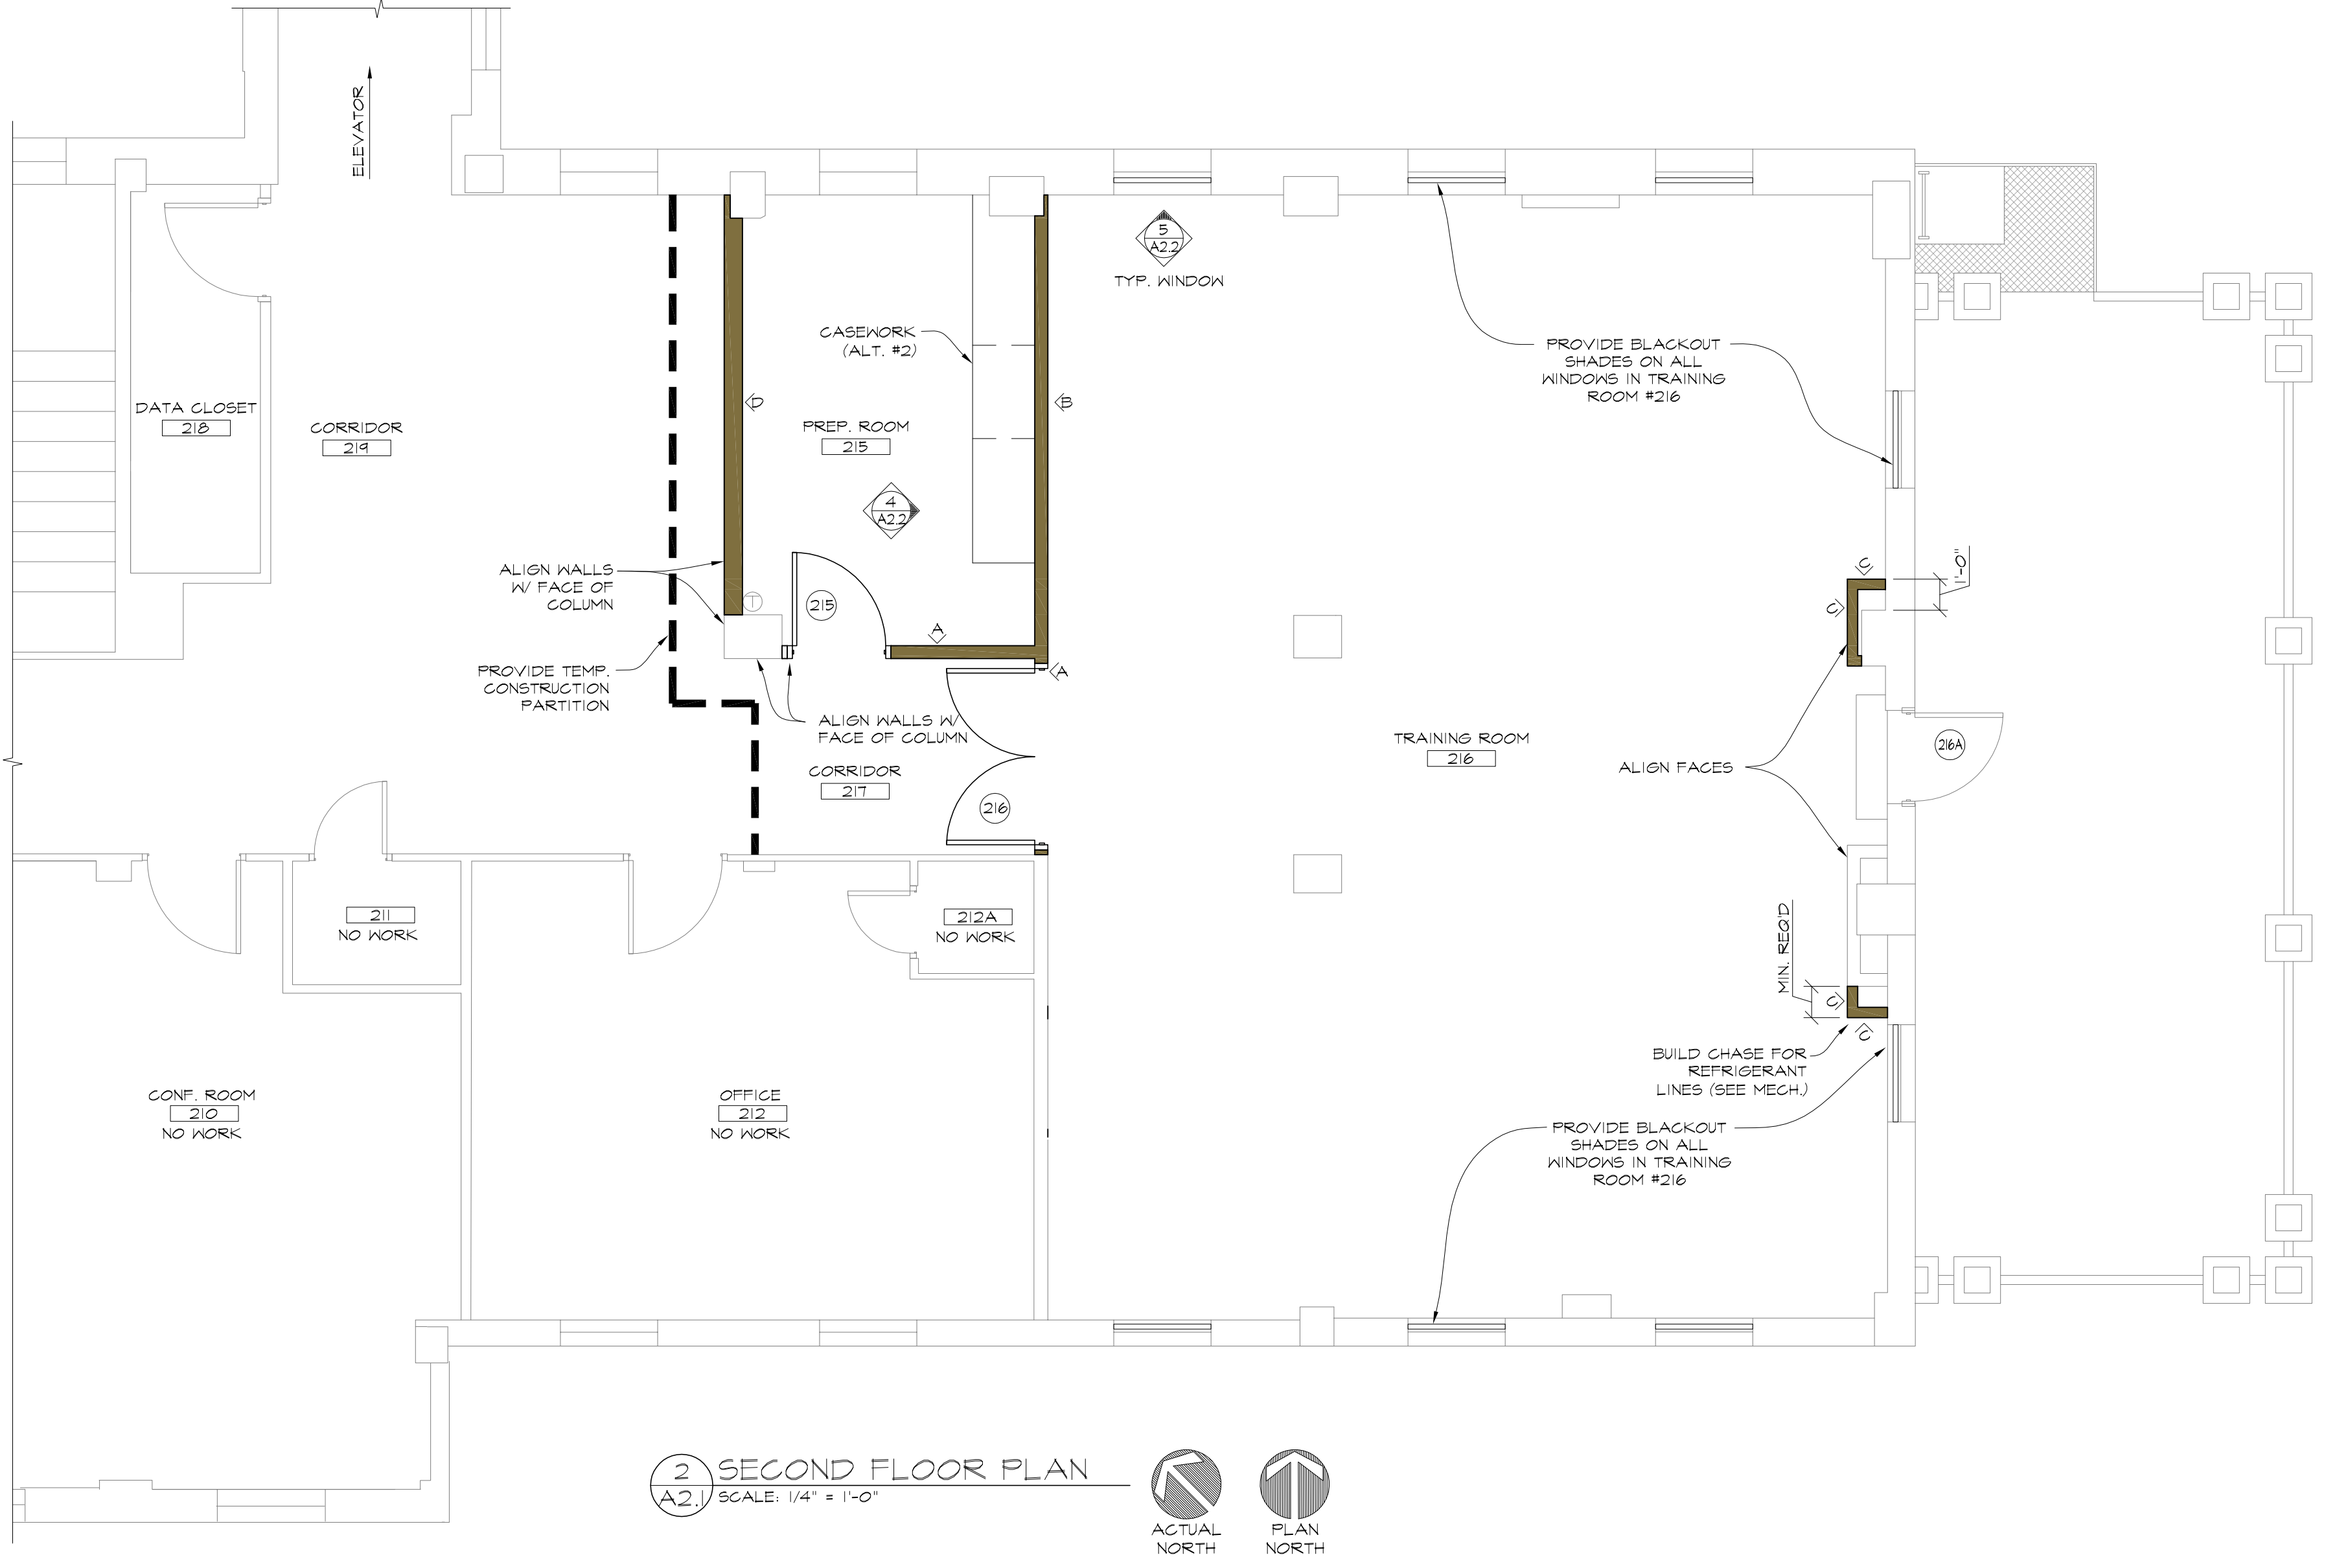 ELEVATOR
5
A2.2
TYP. WINDOW
CASEWORK
(ALT. #2)
PROVIDE BLACKOUT
SHADES ON ALL
WINDOWS IN TRAINING
ROOM #216
DATA CLOSET
218
CORRIDOR
219
D
B
PREP. ROOM
215
4
A2.2
ALIGN WALLS
W/ FACE OF
COLUMN
T
215
A
A
C
C
1'-0"
PROVIDE TEMP.
CONSTRUCTION
PARTITION
ALIGN WALLS W/
FACE OF COLUMN
CORRIDOR
217
216
TRAINING ROOM
216
ALIGN FACES
216A
211
NO WORK
212A
NO WORK
MIN. REQ'D
C
C
BUILD CHASE FOR
REFRIGERANT
LINES (SEE MECH.)
CONF. ROOM
210
NO WORK
OFFICE
212
NO WORK
PROVIDE BLACKOUT
SHADES ON ALL
WINDOWS IN TRAINING
ROOM #216
2
A2.1
SECOND FLOOR PLAN
SCALE: 1/4" = 1'-0"
ACTUAL
NORTH
PLAN
NORTH